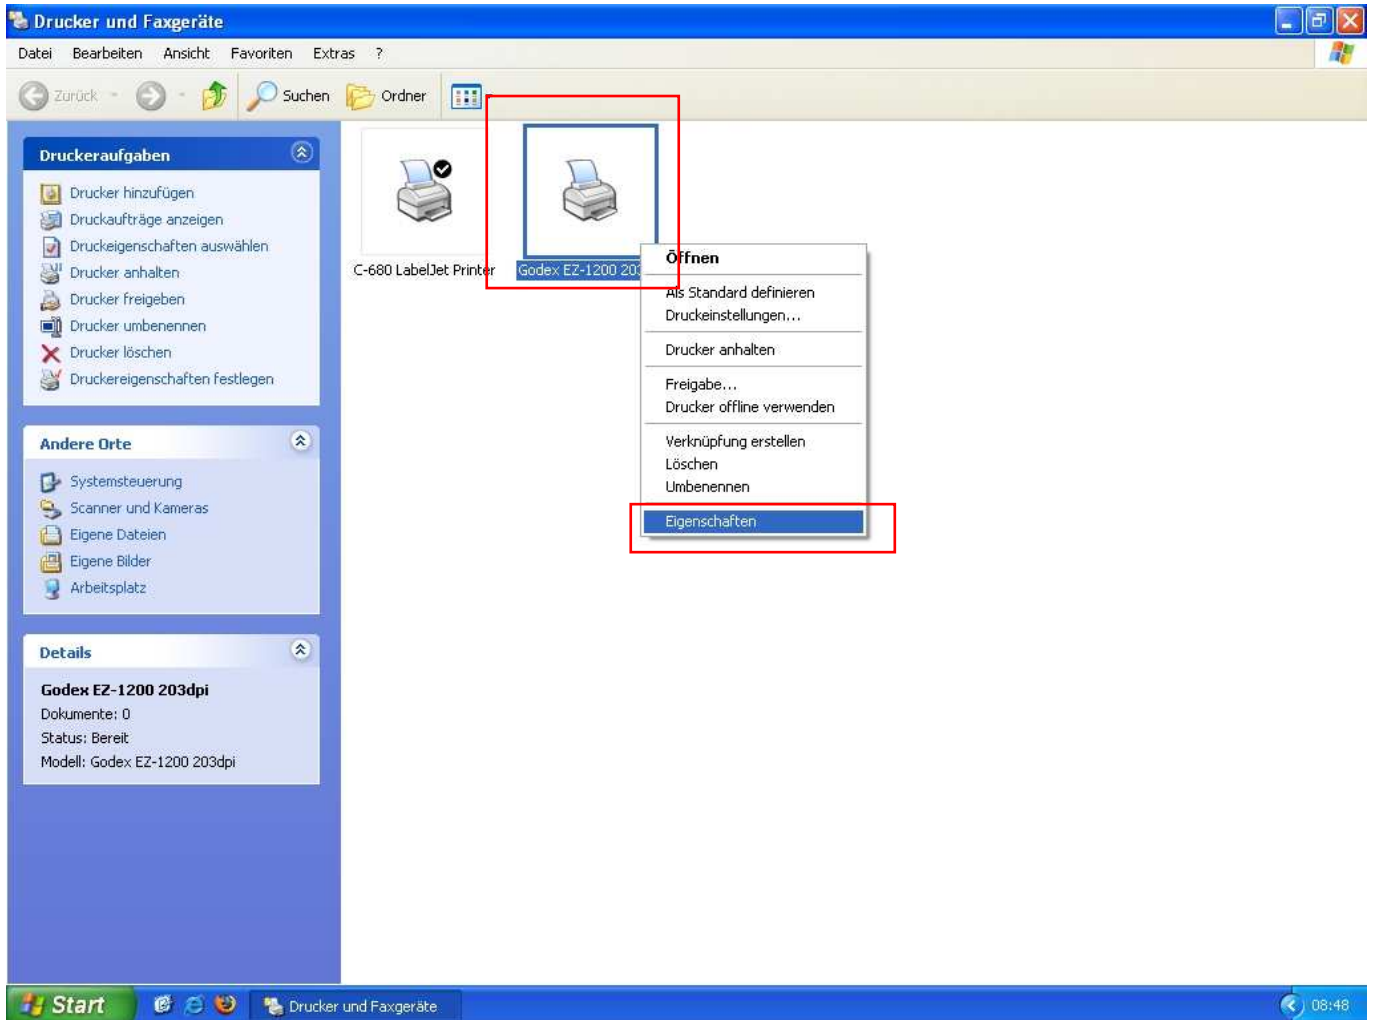 Drucker und Faxgeräte
Datei Bearbeiten Ansicht Favoriten Extras ?
Zurück Suchen Ordner
Druckeraufgaben
Drucker hinzufügen
Druckaufträge anzeigen
Druckeigenschaften auswählen
Drucker anhalten
Drucker freigeben
Drucker umbenennen
Drucker löschen
Druckereigenschaften festlegen
Andere Orte
Systemsteuerung
Scanner und Kameras
Eigene Dateien
Eigene Bilder
Arbeitsplatz
Details
Godex EZ-1200 203dpi
Dokumente: 0
Status: Bereit
Modell: Godex EZ-1200 203dpi
C-680 LabelJet Printer
Godex EZ-1200 203
Öffnen
Als Standard definieren
Druckeinstellungen...
Drucker anhalten
Freigabe...
Drucker offline verwenden
Verknüpfung erstellen
Löschen
Umbenennen
Eigenschaften
Start
Drucker und Faxgeräte
08:48